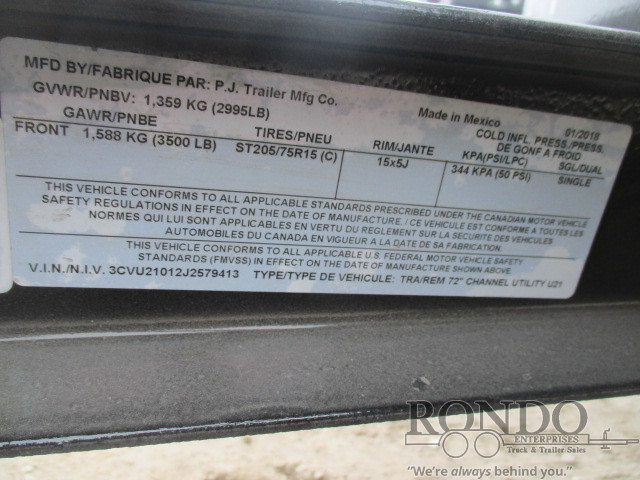 MFD BY/FABRIQUE PAR: P.J. Trailer Mfg Co.
GVWR/PNBV: 1,359 KG (2995LB)
Made in Mexico
01/2018
GAWR/PNBE
TIRES/PNEU
RIM/JANTE
COLD INFL. PRESS./PRESS.
DE GONF A FROID
KPA(PSI/LPC)
SGL/DUAL
FRONT 1,588 KG (3500 LB)
ST205/75R15 (C)
15x5J
344 KPA (50 PSI)
SINGLE
THIS VEHICLE CONFORMS TO ALL APPLICABLE STANDARDS PRESCRIBED UNDER THE CANADIAN MOTOR VEHICLE
SAFETY REGULATIONS IN EFFECT ON THE DATE OF MANUFACTURE. / CE VEHICULE EST CONFORME A TOUTES LES
NORMES QUI LUI SONT APPLICABLES EN VERTU DU REGLEMENT SUR LA SECURITE DES VEHICULES
AUTOMOBILES DU CANADA EN VIGUEUR A LA DATE DE SA FABRICATION.
THIS VEHICLE CONFORMS TO ALL APPLICABLE U.S. FEDERAL MOTOR VEHICLE SAFETY
STANDARDS (FMVSS) IN EFFECT ON THE DATE OF MANUFACTURE SHOWN ABOVE.
V.I.N./N.I.V. 3CVU21012J2579413 TYPE/TYPE DE VEHICULE: TRA/REM 72" CHANNEL UTILITY U21
RONDO
ENTERPRISES
Truck & Trailer Sales
"We're always behind you."